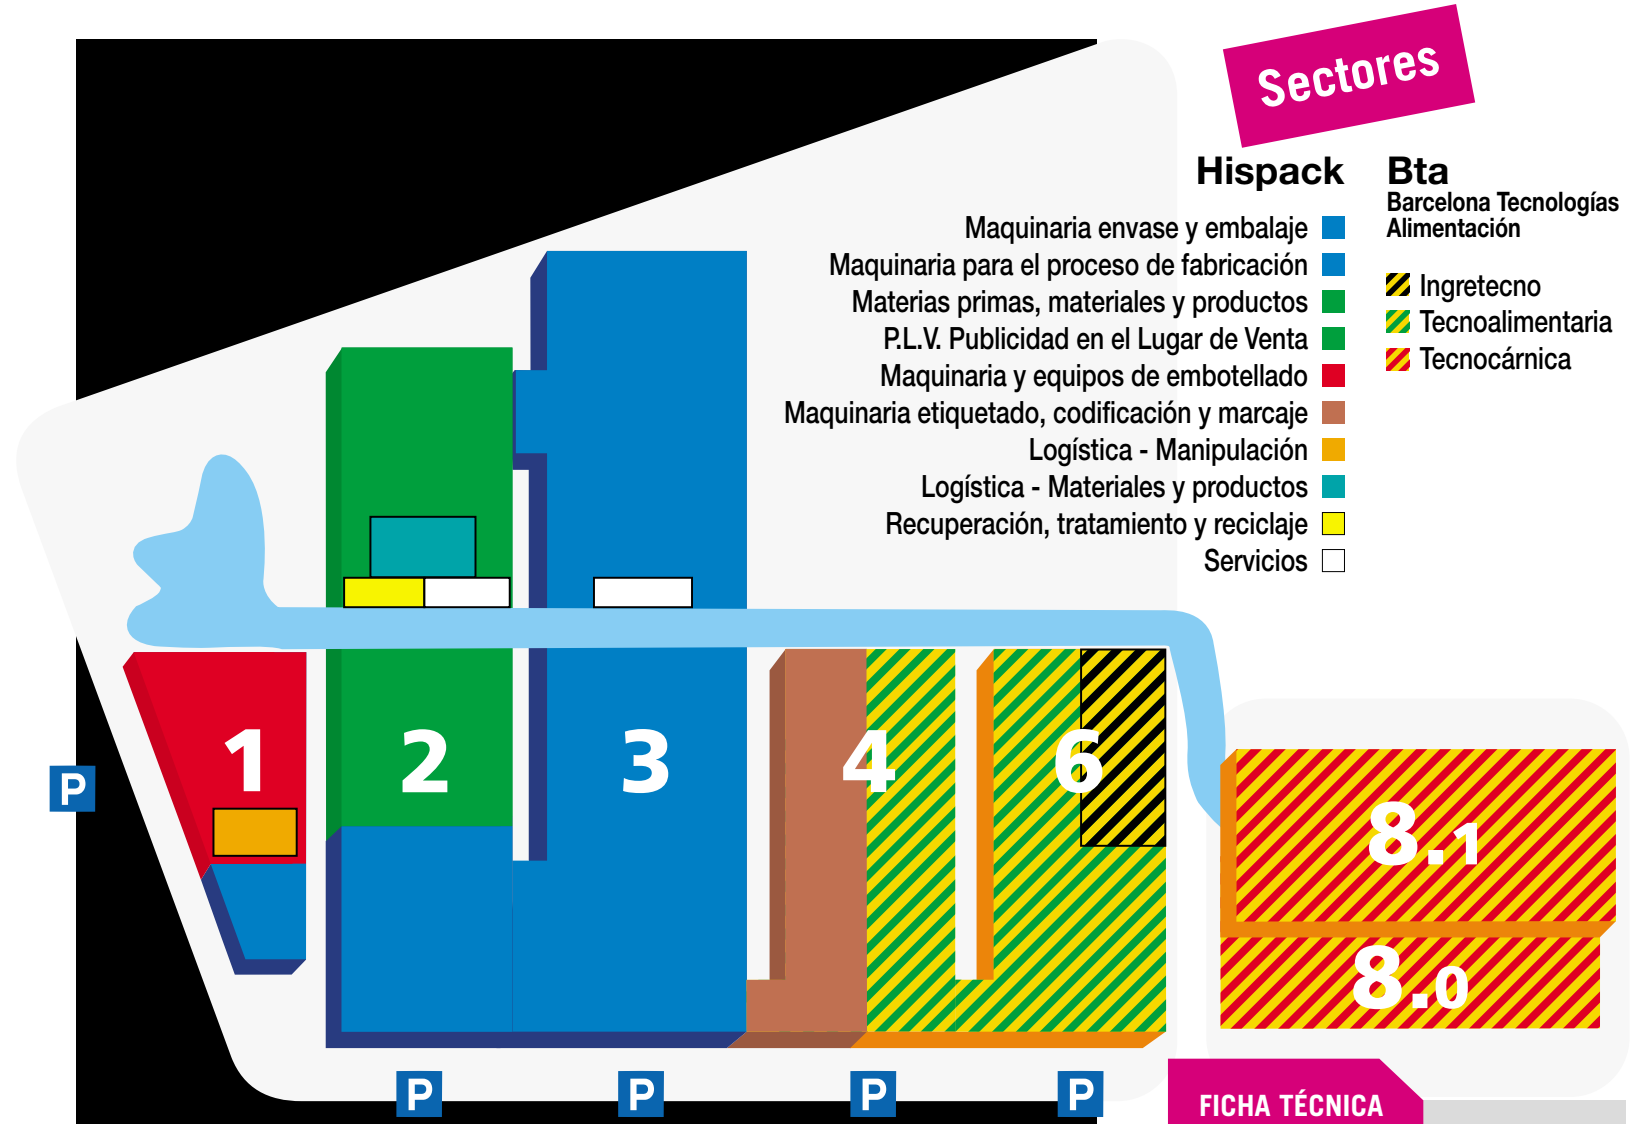 Sectores
Hispack
Maquinaria envase y embalaje
Maquinaria para el proceso de fabricación
Materias primas, materiales y productos
P.L.V. Publicidad en el Lugar de Venta
Maquinaria y equipos de embotellado
Maquinaria etiquetado, codificación y marcaje
Logística - Manipulación
Logística - Materiales y productos
Recuperación, tratamiento y reciclaje
Servicios
Bta
Barcelona Tecnologías
Alimentación
Ingretecno
Tecnoalimentaria
Tecnocárnica
1
2
3
4
6
8.1
8.0
P
P
P
P
P
FICHA TÉCNICA